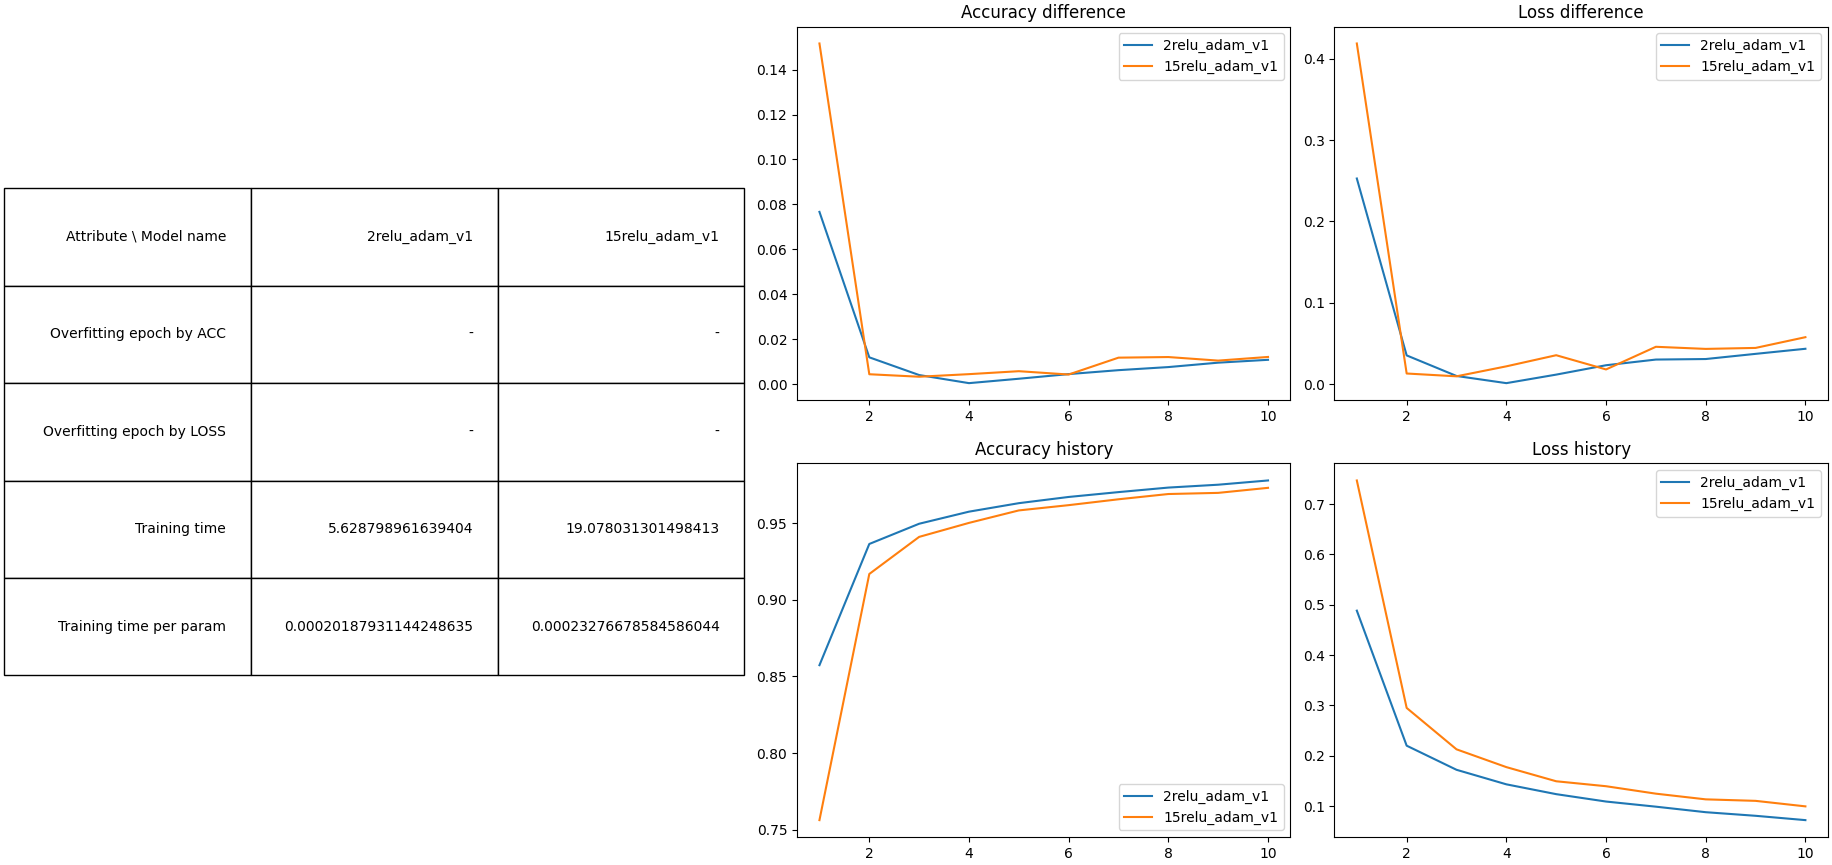 Attribute \ Model name 2relu_adam_v1 15relu_adam_v1
Overfitting epoch by ACC - -
Overfitting epoch by LOSS - -
Training time 5.628798961639404 19.078031301498413
Training time per param 0.00020187931144248635 0.00023276678584586044
Accuracy difference
2relu_adam_v1
15relu_adam_v1
0.14
0.12
0.10
0.08
0.06
0.04
0.02
0.00
2 4 6 8 10
Loss difference
2relu_adam_v1
15relu_adam_v1
0.4
0.3
0.2
0.1
0.0
2 4 6 8 10
Accuracy history
0.95
0.90
0.85
0.80
0.75
2relu_adam_v1
15relu_adam_v1
2 4 6 8 10
Loss history
2relu_adam_v1
15relu_adam_v1
0.7
0.6
0.5
0.4
0.3
0.2
0.1
2 4 6 8 10